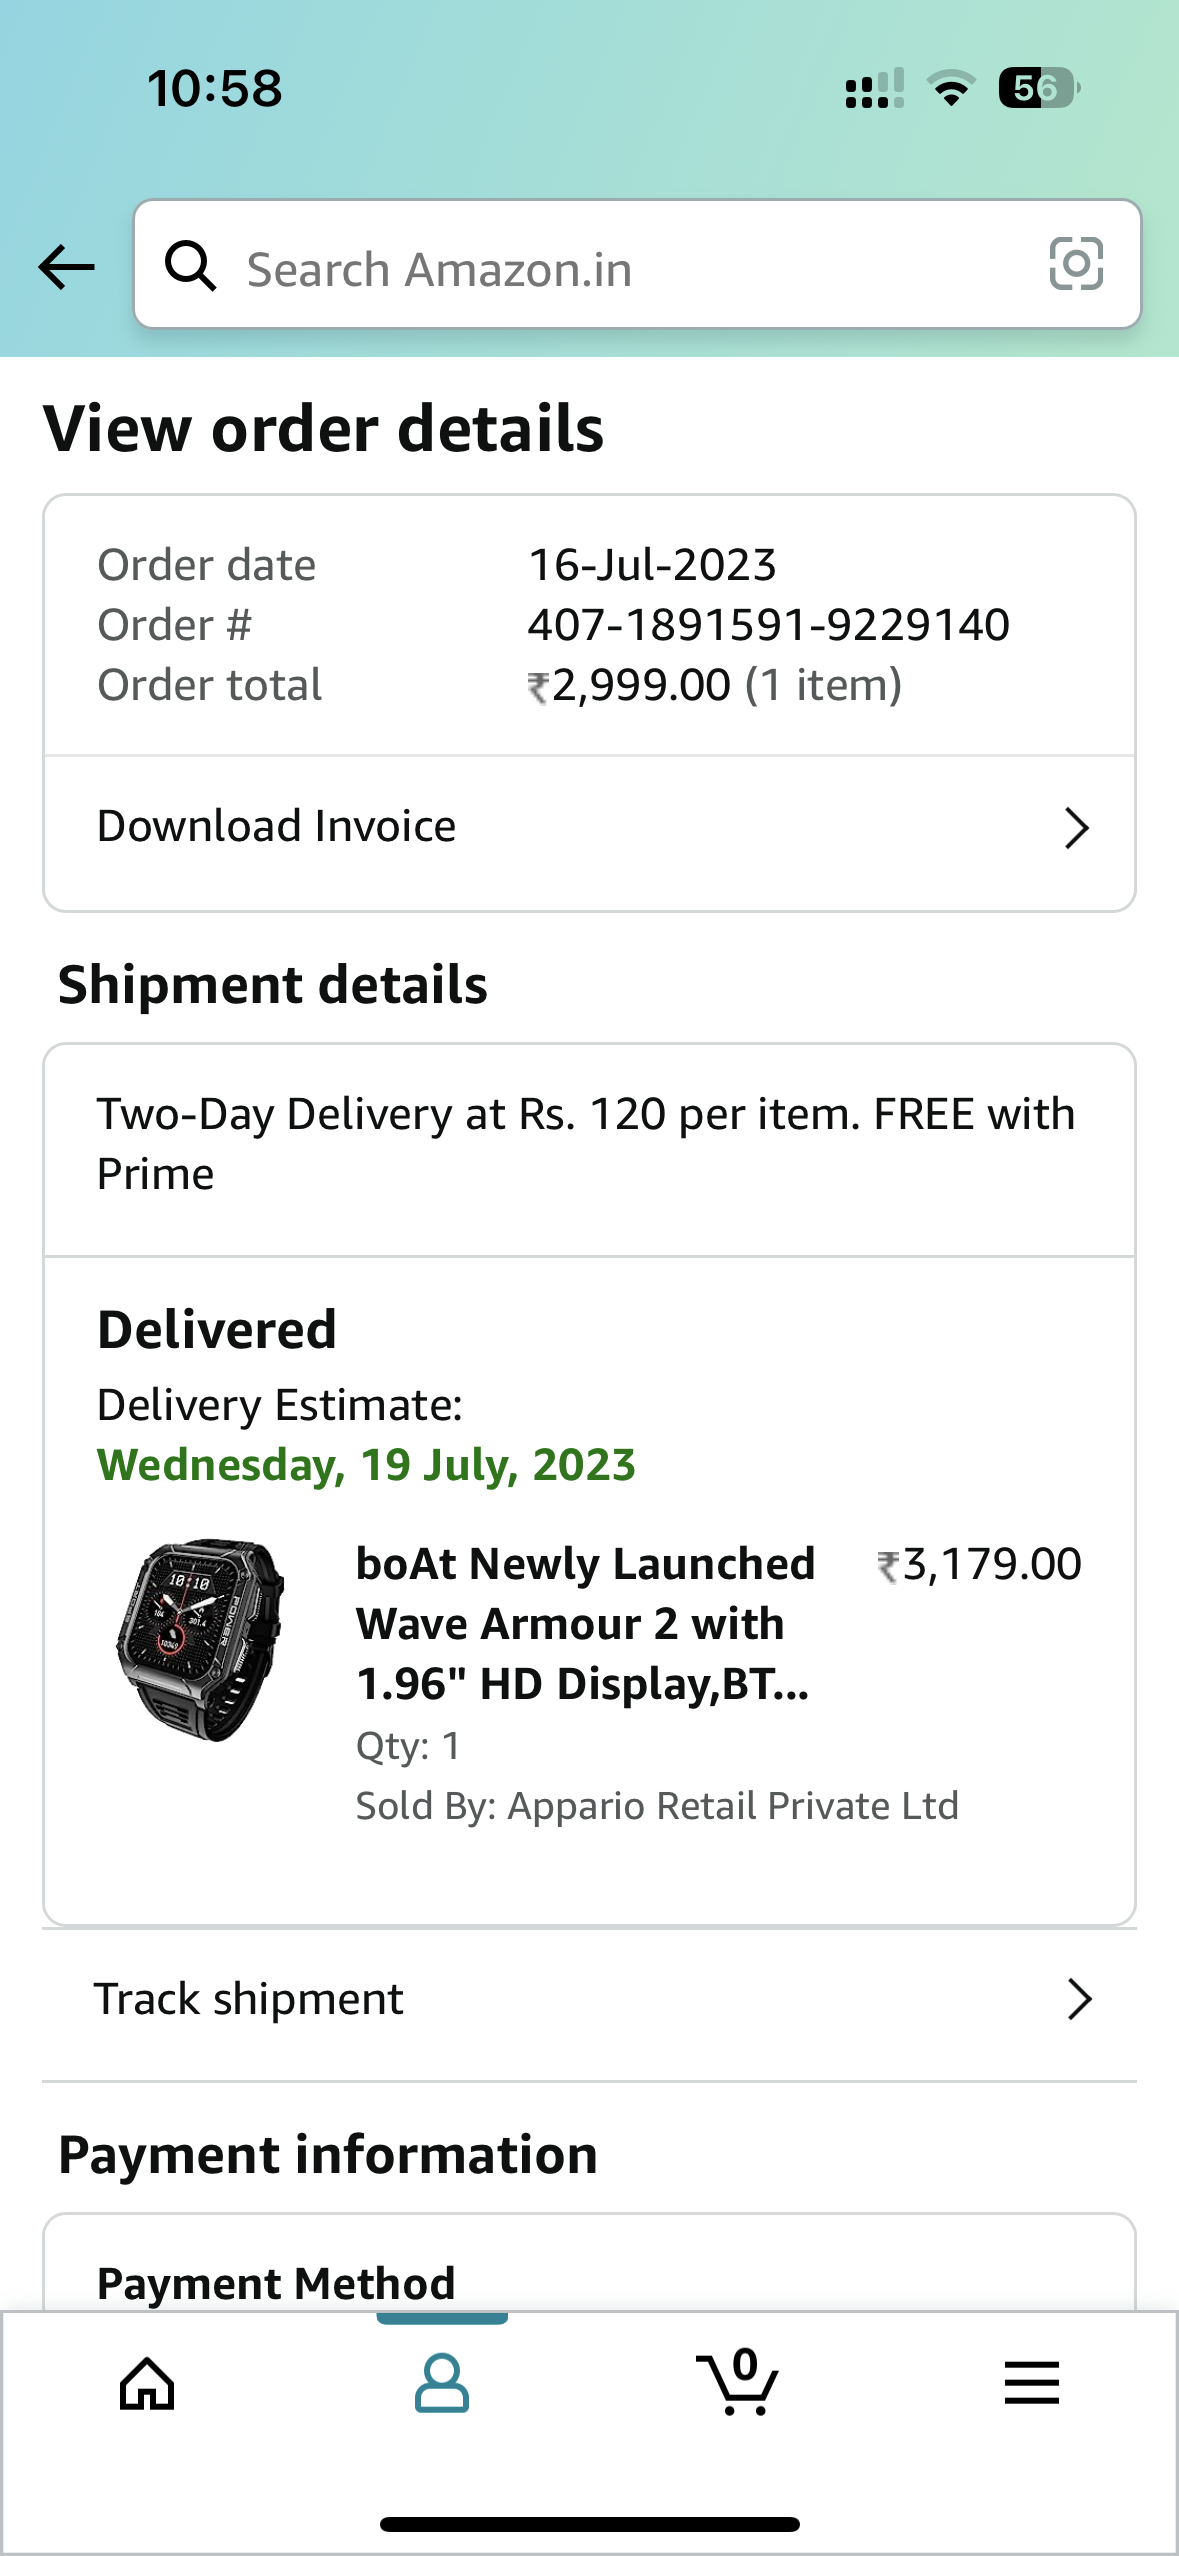 10:58
56
Search Amazon.in
View order details
Order date 16-Jul-2023
Order # 407-1891591-9229140
Order total ₹2,999.00 (1 item)
Download Invoice
Shipment details
Two-Day Delivery at Rs. 120 per item. FREE with
Prime
Delivered
Delivery Estimate:
Wednesday, 19 July, 2023
10:10
POWER
boAt Newly Launched ₹3,179.00
Wave Armour 2 with
1.96" HD Display,BT...
Qty: 1
Sold By: Appario Retail Private Ltd
Track shipment
Payment information
Payment Method
0